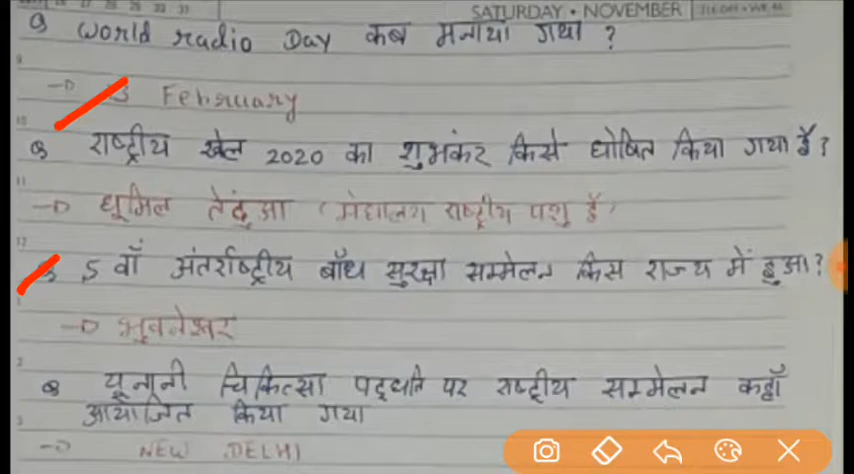 SATURDAY • NOVEMBER
Q World radio Day कब मनाया गया ?
3 February
Q राष्ट्रीय खेल 2020 का शुभंकर किसे घोषित किया गया है ?
धूमिल तेदुंआ (मेघालय राष्ट्रीय पशु है)
5 वाँ अंतर्राष्ट्रीय बाँध सुरक्षा सम्मेलन किस राज्य में हुआ ?
भुवनेश्वर
Q यूनानी चिकित्सा पद्धति पर राष्ट्रीय सम्मेलन कहाँ
आयोजित किया गया
NEW DELHI